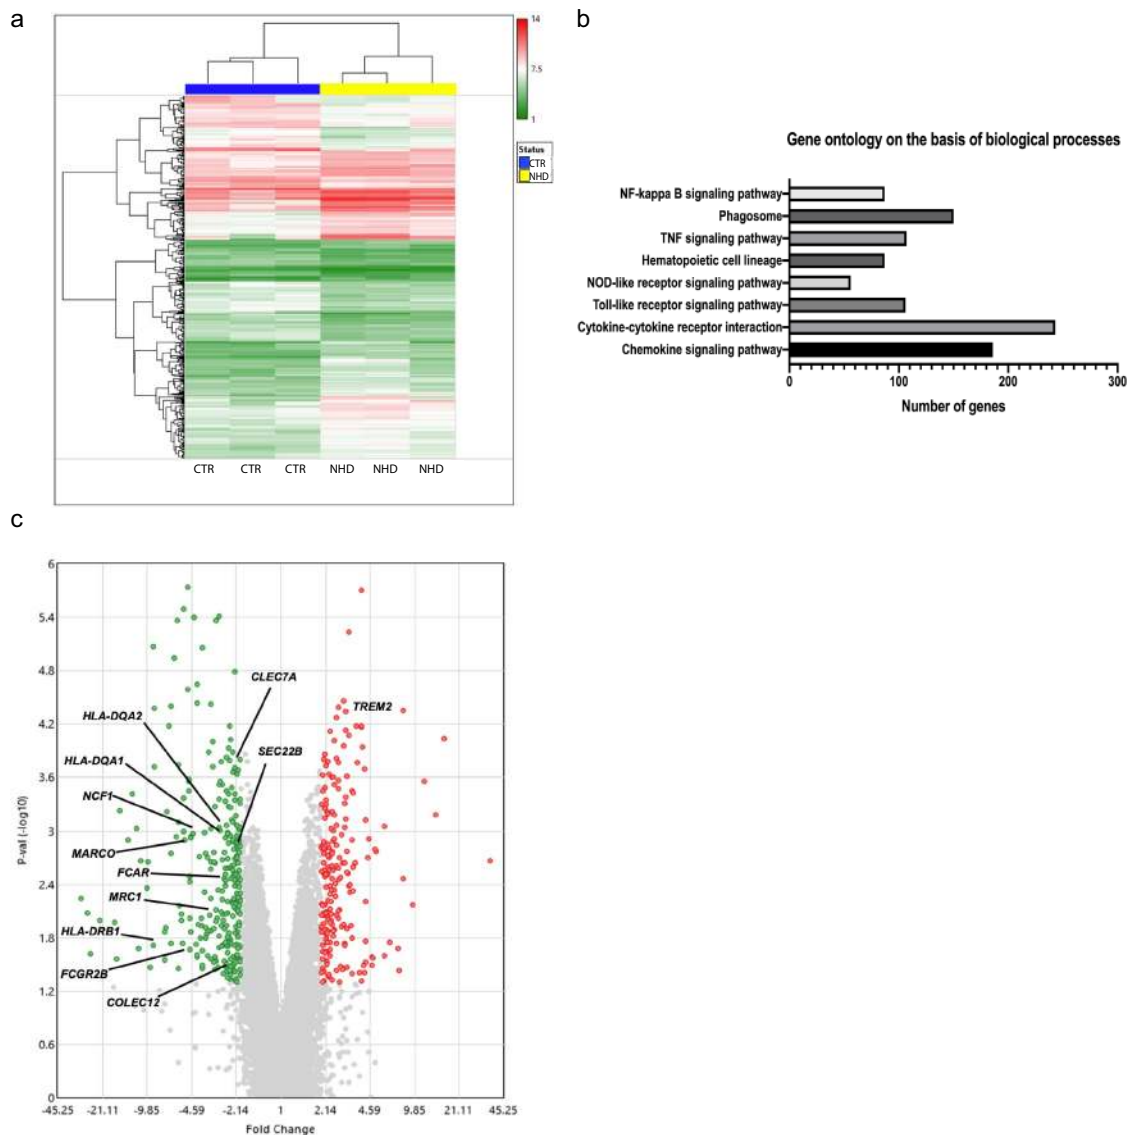 a
14
7.5
1
Status
CTR
NHD
CTR CTR CTR NHD NHD NHD
b
Gene ontology on the basis of biological processes
NF-kappa B signaling pathway
Phagosome
TNF signaling pathway
Hematopoietic cell lineage
NOD-like receptor signaling pathway
Toll-like receptor signaling pathway
Cytokine-cytokine receptor interaction
Chemokine signaling pathway
0 100 200 300
Number of genes
c
6
5.4
4.8
4.2
3.6
3
2.4
1.8
1.2
0.6
0
P-val (-log10)
CLEC7A
TREM2
HLA-DQA2
SEC22B
HLA-DQA1
NCF1
MARCO
FCAR
MRC1
HLA-DRB1
FCGR2B
COLEC12
-45.25 -21.11 -9.85 -4.59 -2.14 1 2.14 4.59 9.85 21.11 45.25
Fold Change